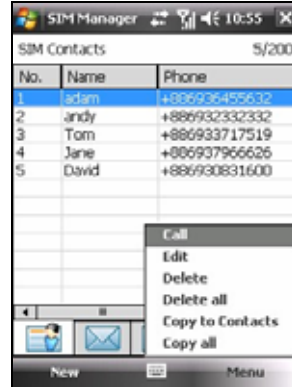 SIM Manager 10:55
SIM Contacts 5/200
No. Name Phone
1 adam +886936455632
2 andy +886932332332
3 Tom +886933717519
4 Jane +886937966626
5 David +886930831600
Call
Edit
Delete
Delete all
Copy to Contacts
Copy all
New Menu